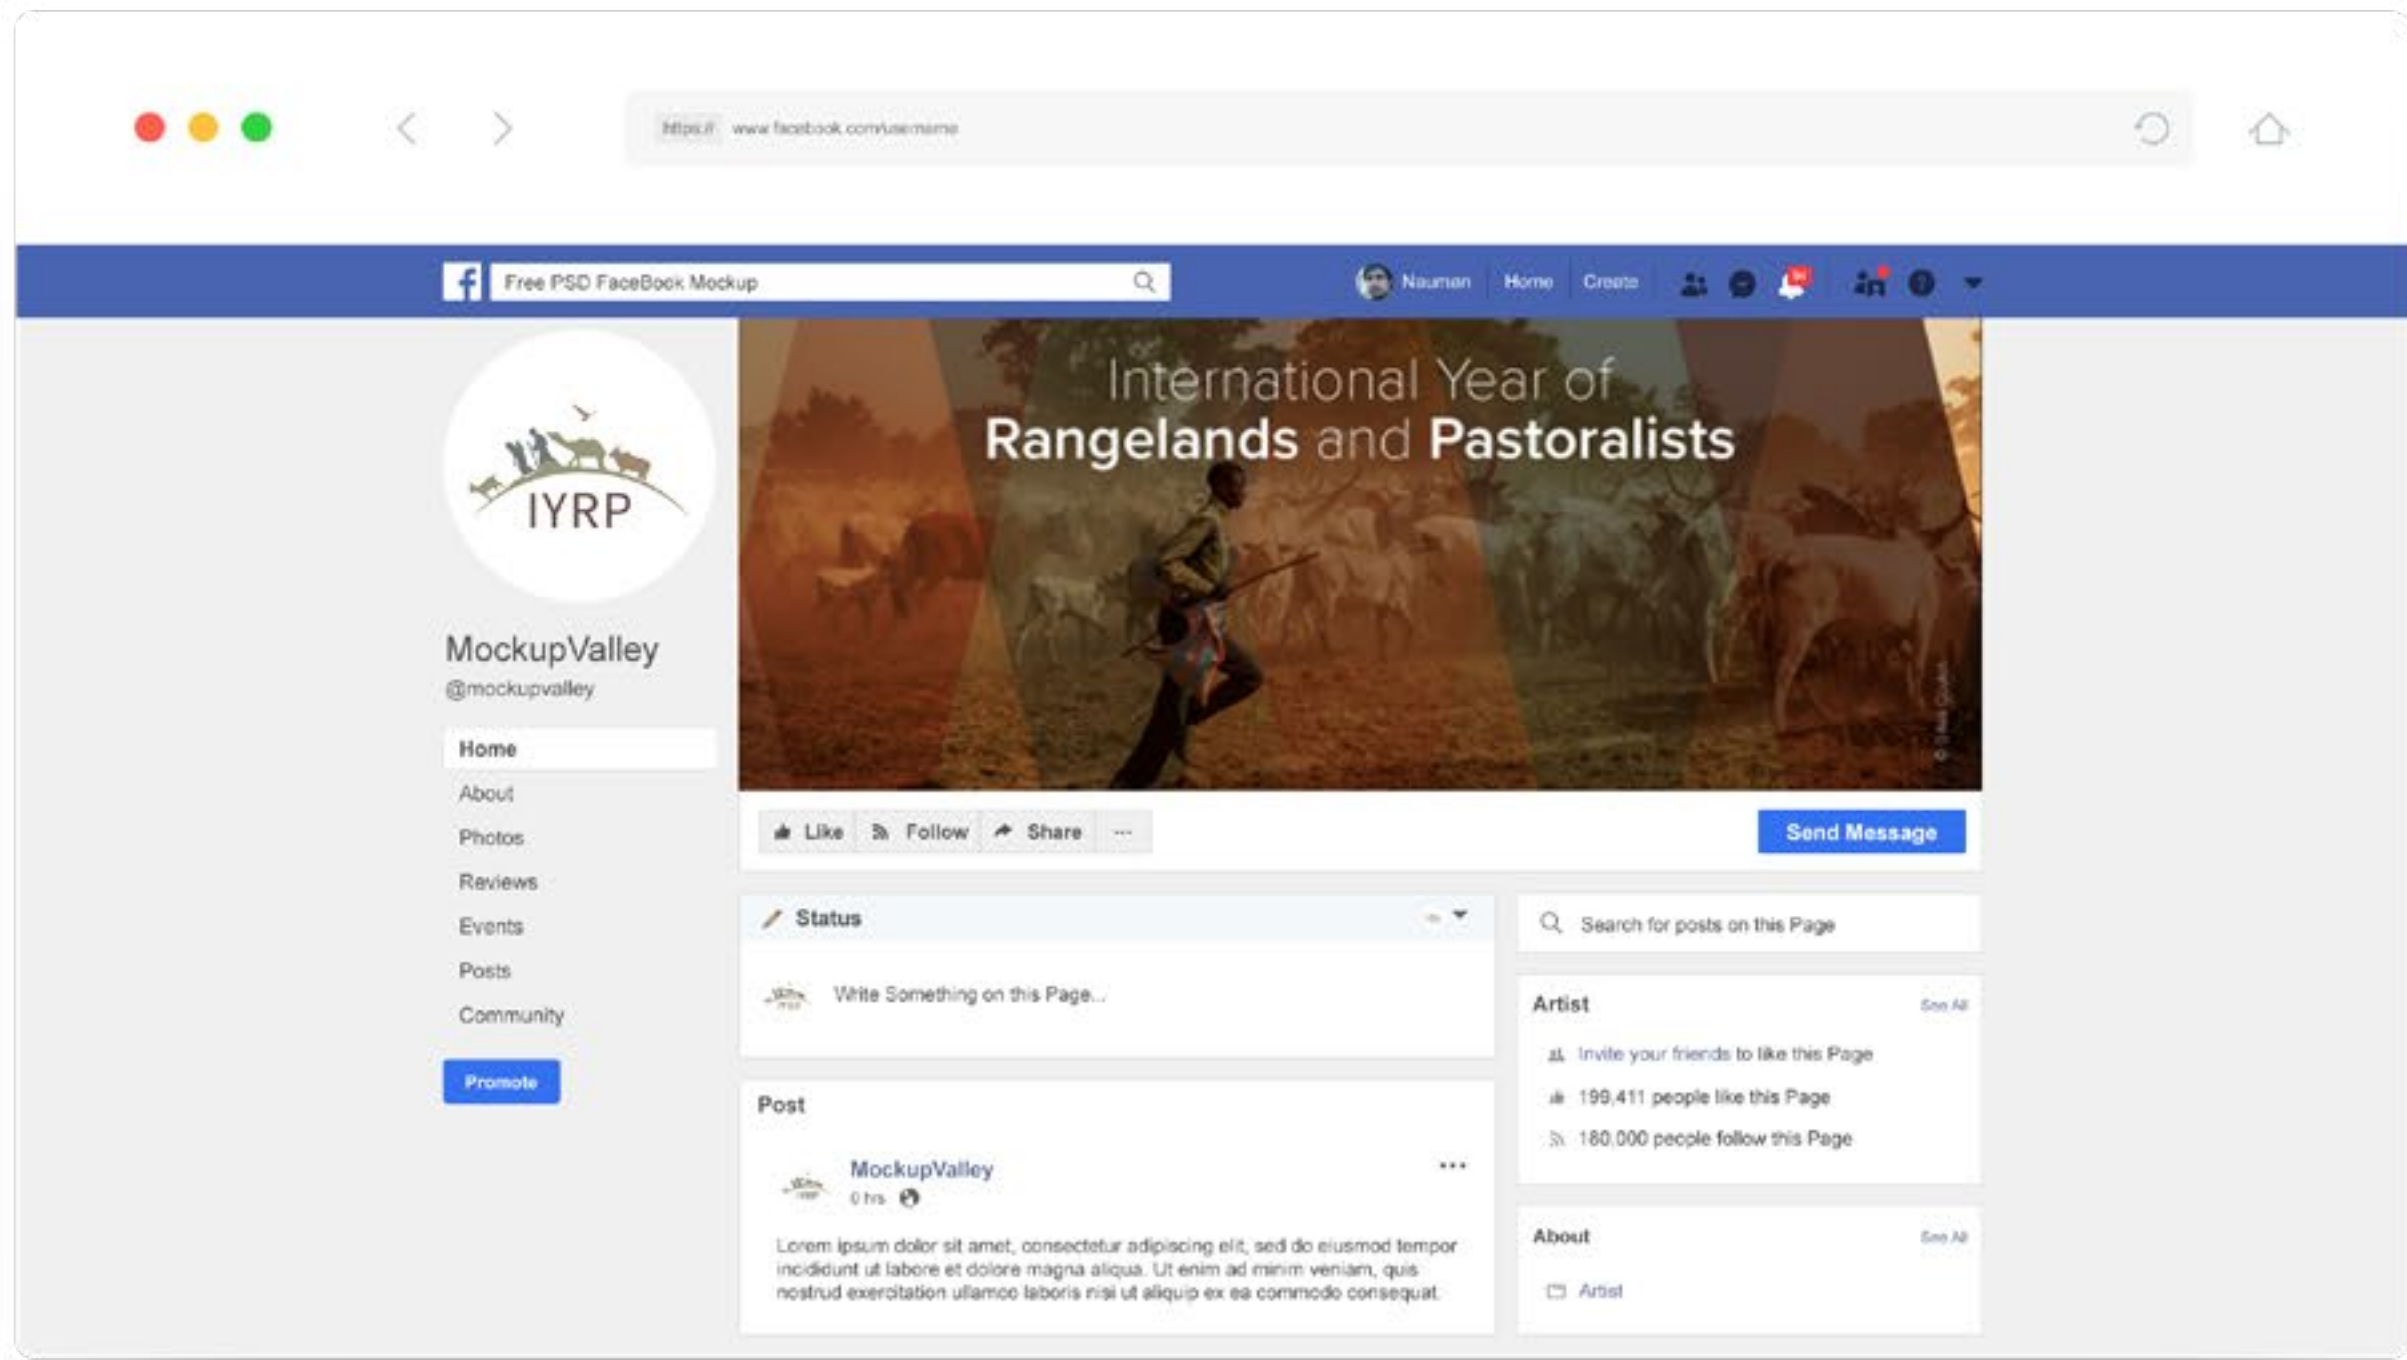 https:// www.facebook.com/username
Free PSD FaceBook Mockup
Nauman Home Create
International Year of
Rangelands and Pastoralists
IYRP
MockupValley
@mockupvalley
Home
About
Photos
Reviews
Events
Posts
Community
Promote
Like Follow Share ...
Send Message
Status
Write Something on this Page...
Post
MockupValley
0 hrs
Lorem ipsum dolor sit amet, consectetur adipiscing elit, sed do eiusmod tempor
incididunt ut labore et dolore magna aliqua. Ut enim ad minim veniam, quis
nostrud exercitation ullamco laboris nisi ut aliquip ex ea commodo consequat.
Search for posts on this Page
Artist See All
Invite your friends to like this Page
199,411 people like this Page
180,000 people follow this Page
About See All
Artist